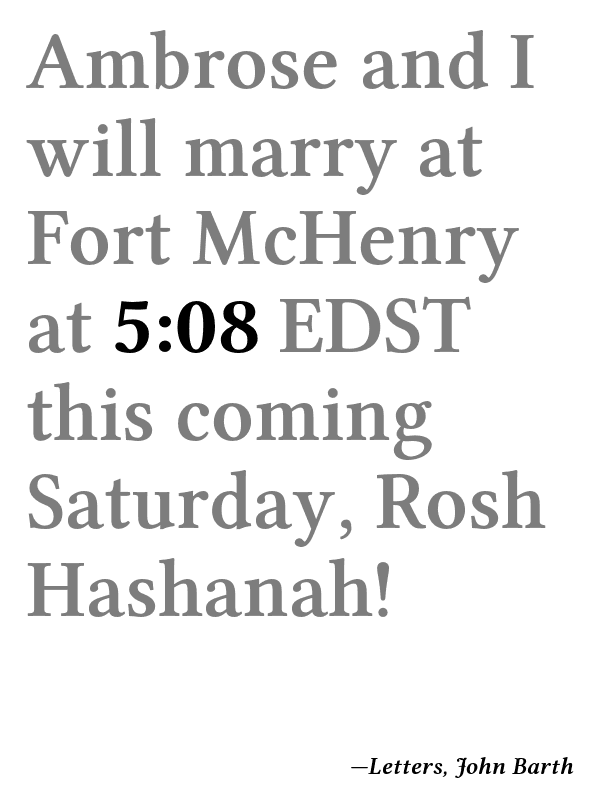 Ambrose and I
will marry at
Fort McHenry
at 5:08 EDST
this coming
Saturday, Rosh
Hashanah!
—Letters, John Barth